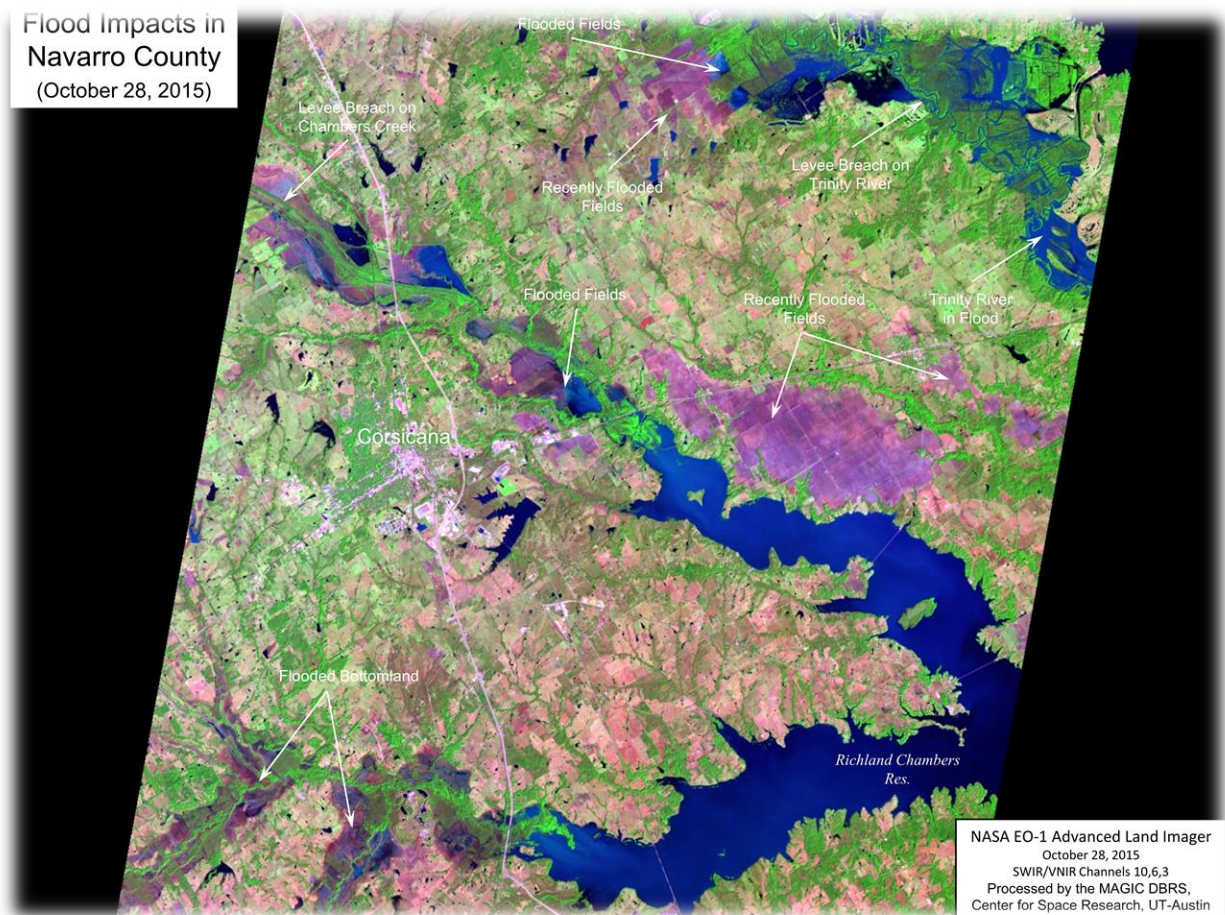 Flood Impacts in
Navarro County
(October 28, 2015)
Flooded Fields
Levee Breach on
Chambers Creek
Recently Flooded
Fields
Levee Breach on
Trinity River
Flooded Fields
Recently Flooded
Fields
Trinity River
in Flood
Corsicana
Flooded Bottomland
Richland Chambers
Res.
NASA EO-1 Advanced Land Imager
October 28, 2015
SWIR/VNIR Channels 10,6,3
Processed by the MAGIC DBRS,
Center for Space Research, UT-Austin